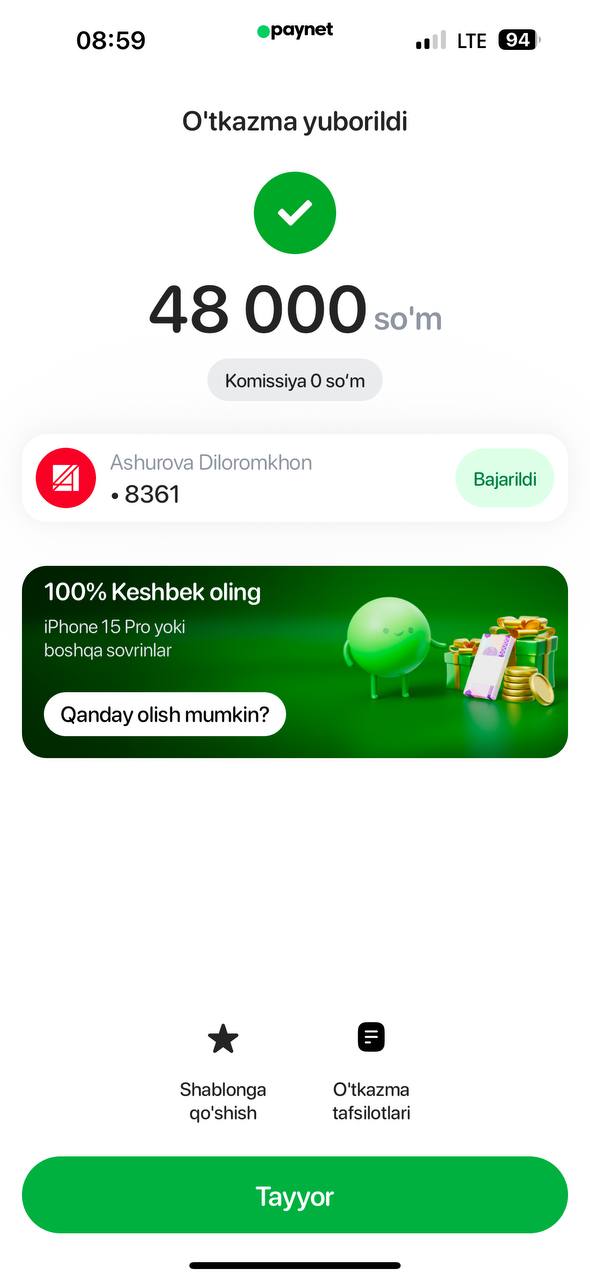 08:59
paynet
LTE
94
O'tkazma yuborildi
48 000 so'm
Komissiya 0 so‘m
Ashurova Diloromkhon
• 8361
Bajarildi
100% Keshbek oling
iPhone 15 Pro yoki
boshqa sovrinlar
Qanday olish mumkin?
Shablonga
qo'shish
O'tkazma
tafsilotlari
Tayyor